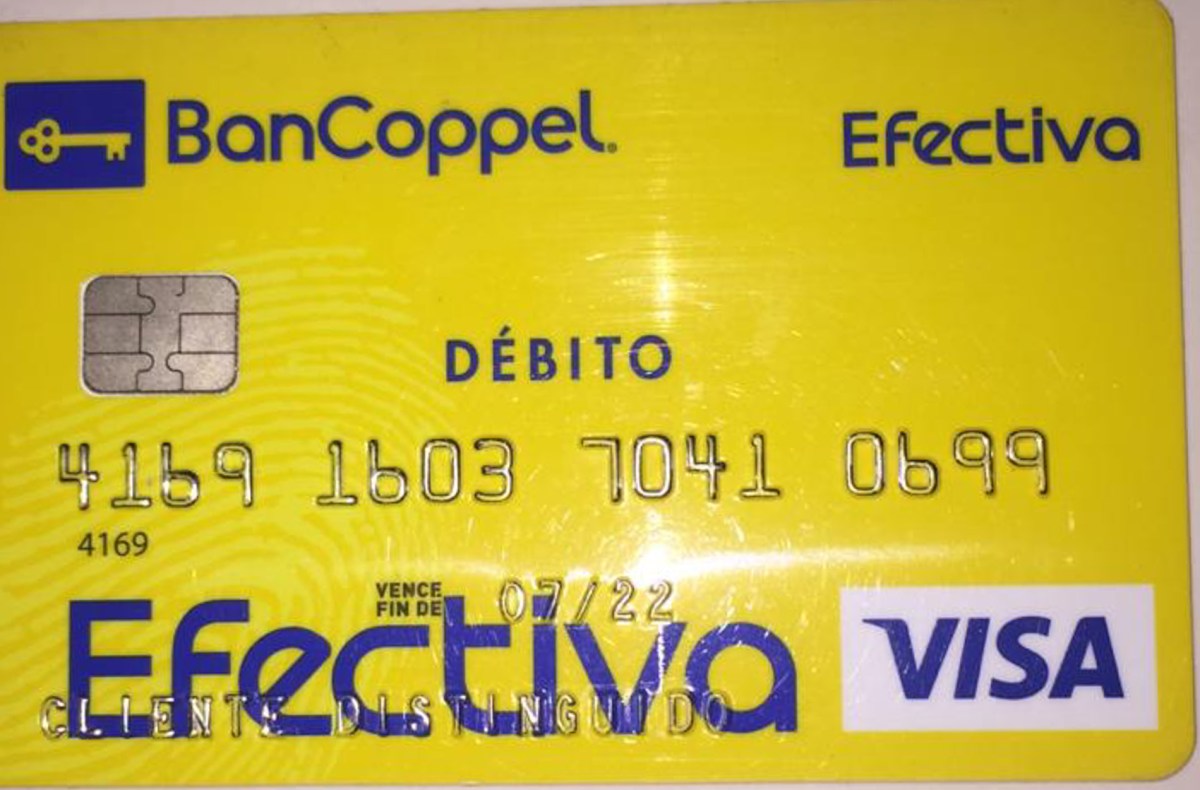 BanCoppel
Efectiva
DÉBITO
4169 1603 7041 0699
4169
VENCE
FIN DE 07/22
Efectiva
CLIENTE DISTINGUIDO
VISA